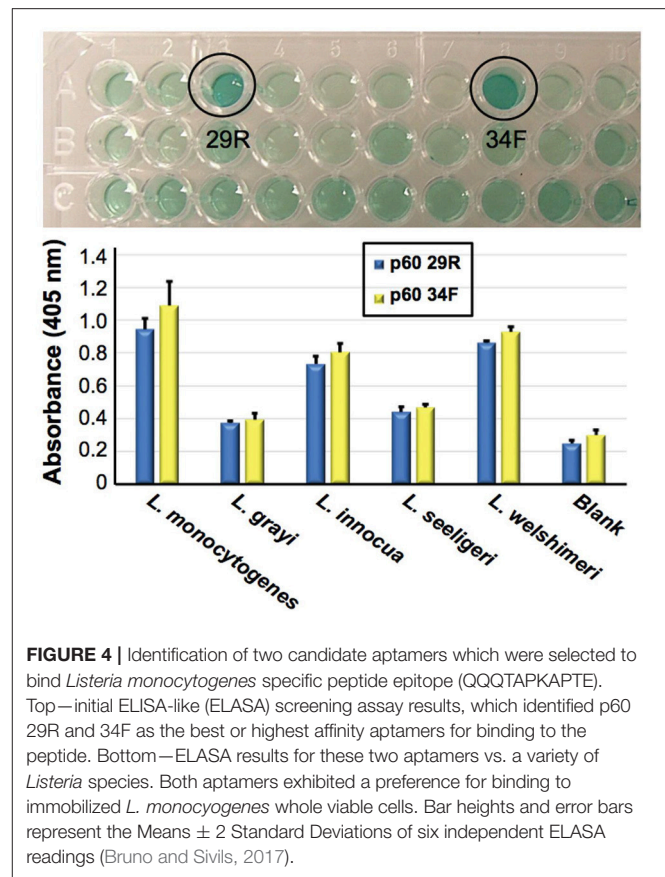 1 2 3 4 5 6 7 8 9 10
A
29R 34F
B
C
Absorbance (405 nm)
1.4
1.2
1.0
0.8
0.6
0.4
0.2
0
p60 29R
p60 34F
L. monocytogenes
L. grayi
L. innocua
L. seeligeri
L. welshimeri
Blank
FIGURE 4 | Identification of two candidate aptamers which were selected to
bind Listeria monocytogenes specific peptide epitope (QQQTAPKAPTE).
Top—initial ELISA-like (ELASA) screening assay results, which identified p60
29R and 34F as the best or highest affinity aptamers for binding to the
peptide. Bottom—ELASA results for these two aptamers vs. a variety of
Listeria species. Both aptamers exhibited a preference for binding to
immobilized L. monocyogenes whole viable cells. Bar heights and error bars
represent the Means ± 2 Standard Deviations of six independent ELASA
readings (Bruno and Sivils, 2017).